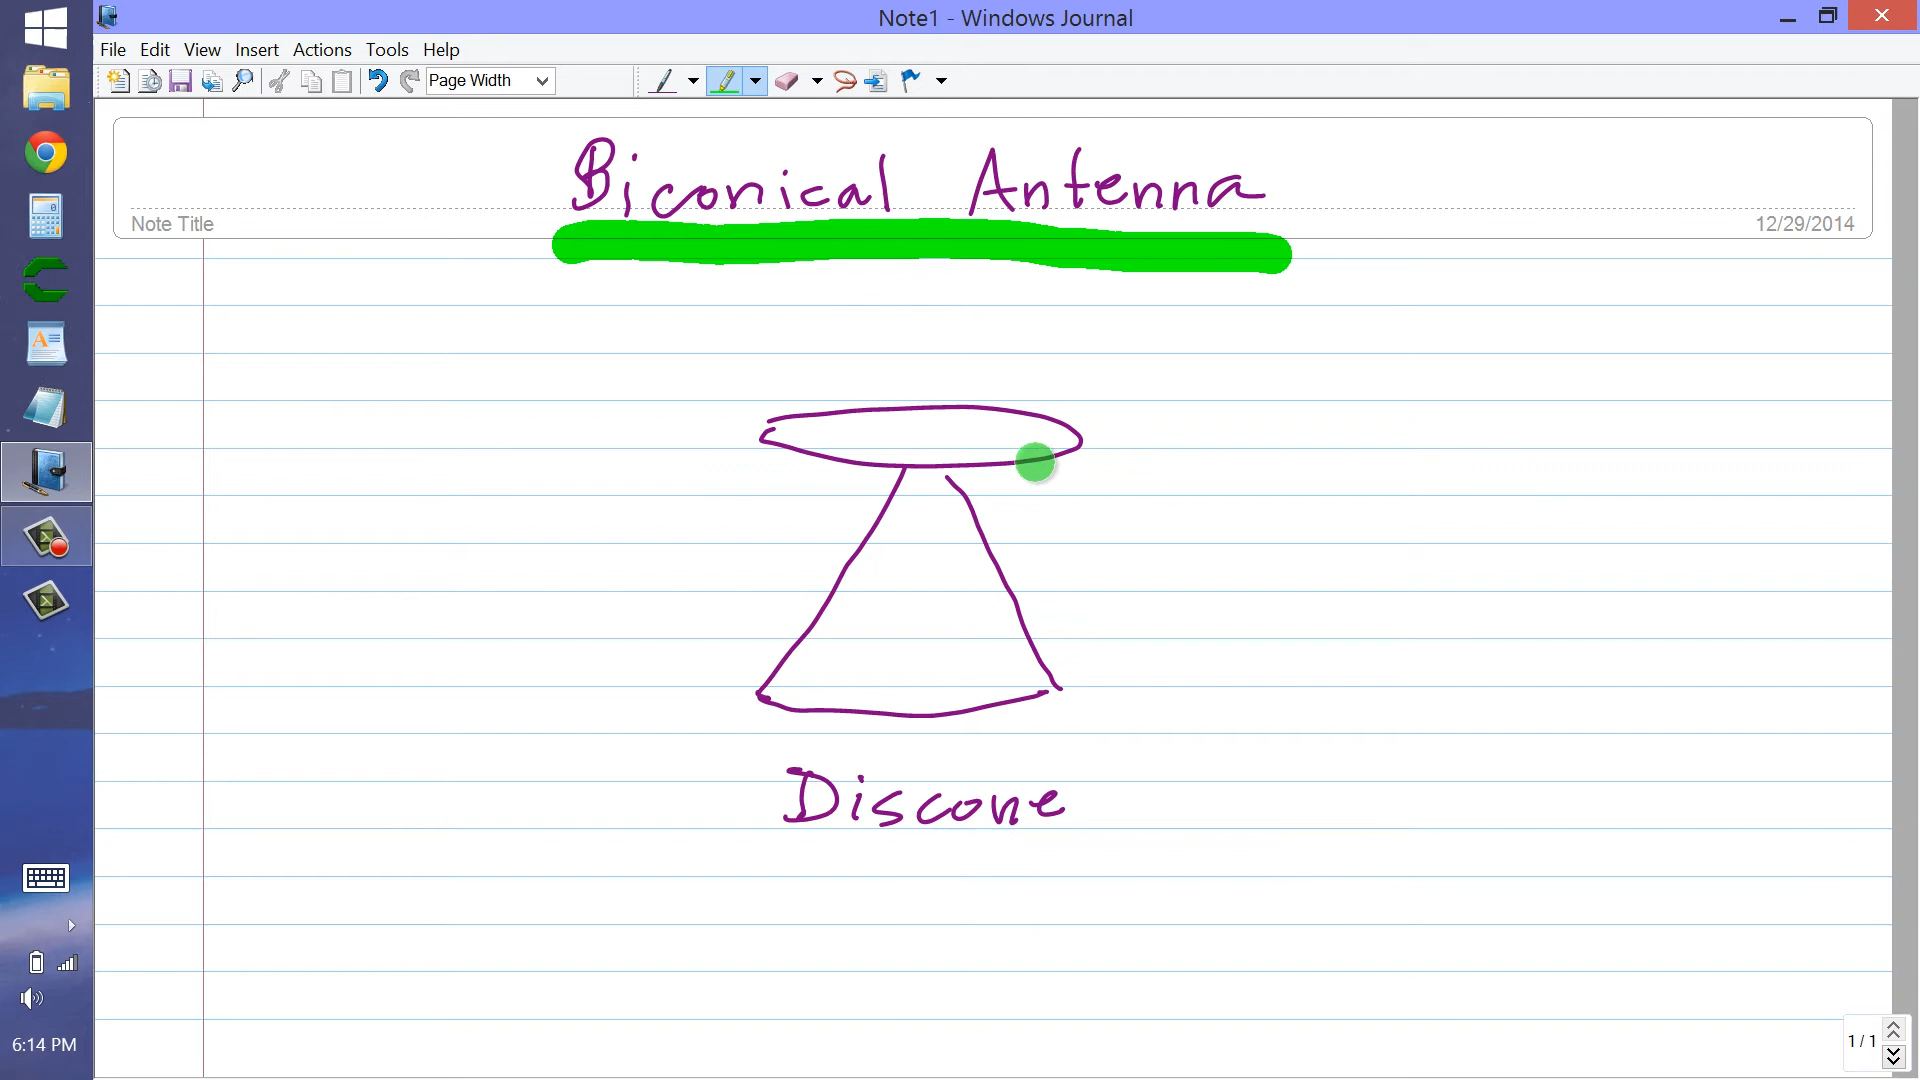 Note1 - Windows Journal
File Edit View Insert Actions Tools Help
Page Width
Biconical Antenna
Note Title
12/29/2014
Discone
6:14 PM
1 / 1